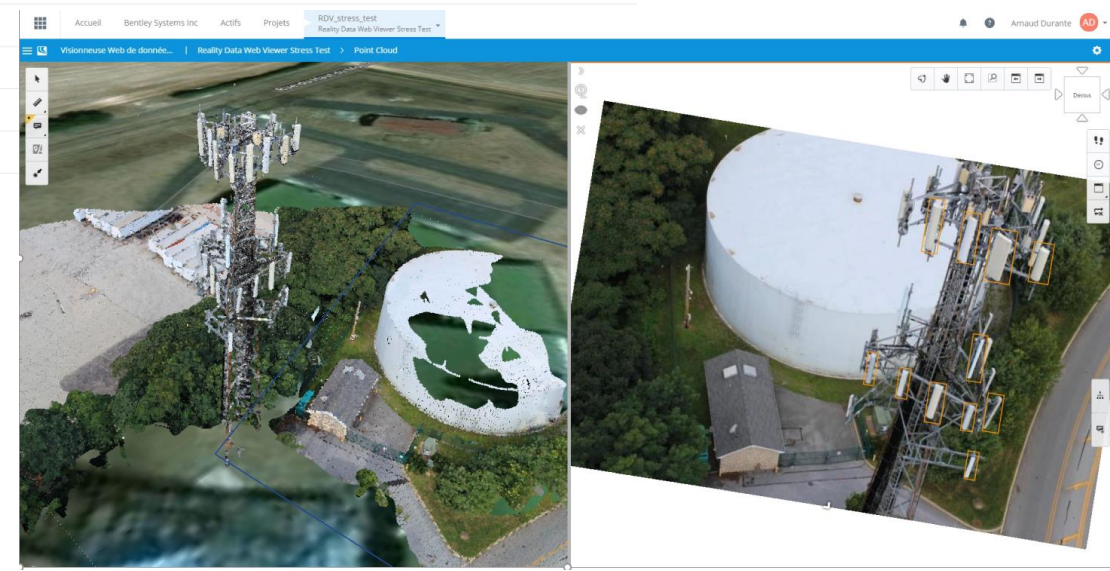 RDV_stress_test
Accueil Bentley Systems Inc Actifs Projets Reality Data Web Viewer Stress Test Arnaud Durante AD
Visionneuse Web de donnée... | Reality Data Web Viewer Stress Test > Point Cloud
Dessus